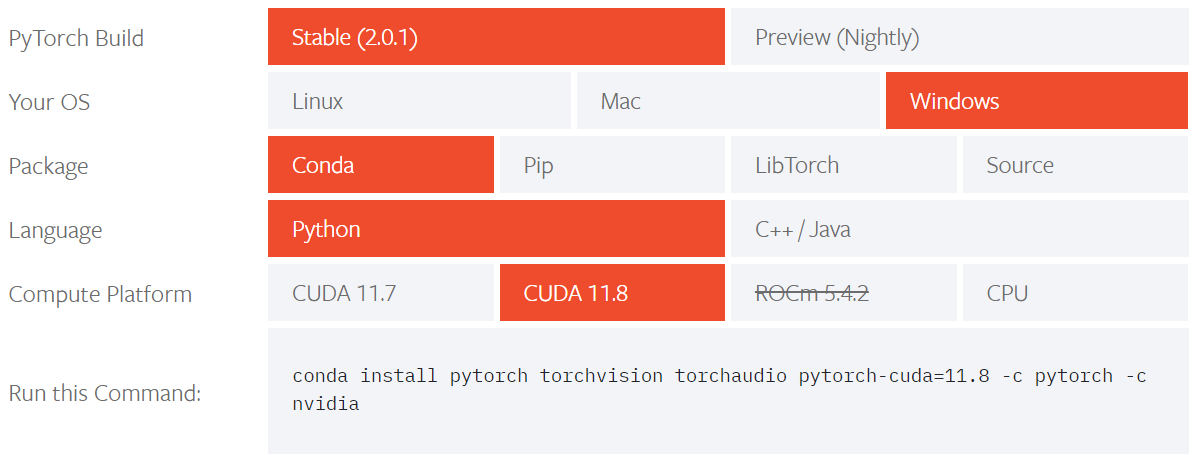 PyTorch Build Stable (2.0.1) Preview (Nightly)
Your OS Linux Mac Windows
Package Conda Pip LibTorch Source
Language Python C++ / Java
Compute Platform CUDA 11.7 CUDA 11.8 ROCm 5.4.2 CPU
Run this Command: conda install pytorch torchvision torchaudio pytorch-cuda=11.8 -c pytorch -c
nvidia